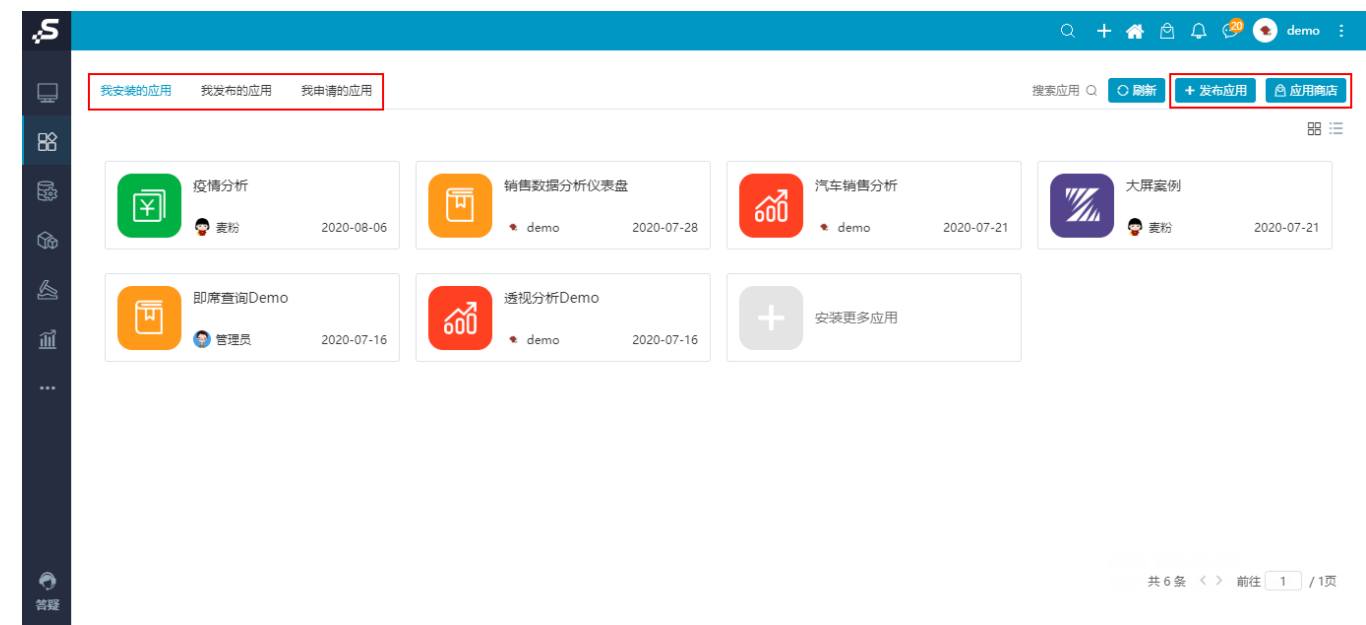 S
20
demo
我安装的应用 我发布的应用 我申请的应用
搜索应用 刷新 + 发布应用 应用商店
疫情分析
麦粉 2020-08-06
销售数据分析仪表盘
demo 2020-07-28
汽车销售分析
demo 2020-07-21
大屏案例
麦粉 2020-07-21
即席查询Demo
管理员 2020-07-16
透视分析Demo
demo 2020-07-16
安装更多应用
共 6 条 < > 前往 1 / 1页
答疑